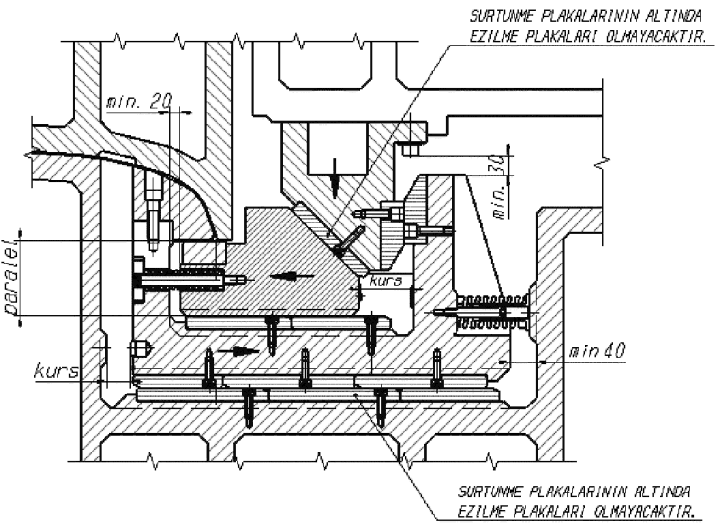 SURTUNME PLAKALARININ ALTINDA
EZILME PLAKALARI OLMAYACAKTIR.
min. 20
min. 30
paralel
kurs
kurs
min 40
SURTUNME PLAKALARININ ALTINDA
EZILME PLAKALARI OLMAYACAKTIR.